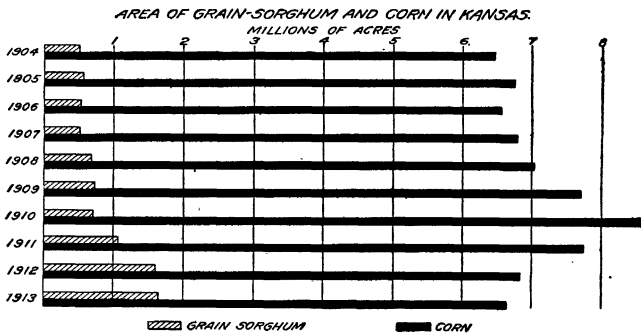 AREA OF GRAIN-SORGHUM AND CORN IN KANSAS.
MILLIONS OF ACRES
1 2 3 4 5 6 7 8
1904
1905
1906
1907
1908
1909
1910
1911
1912
1913
GRAIN SORGHUM CORN